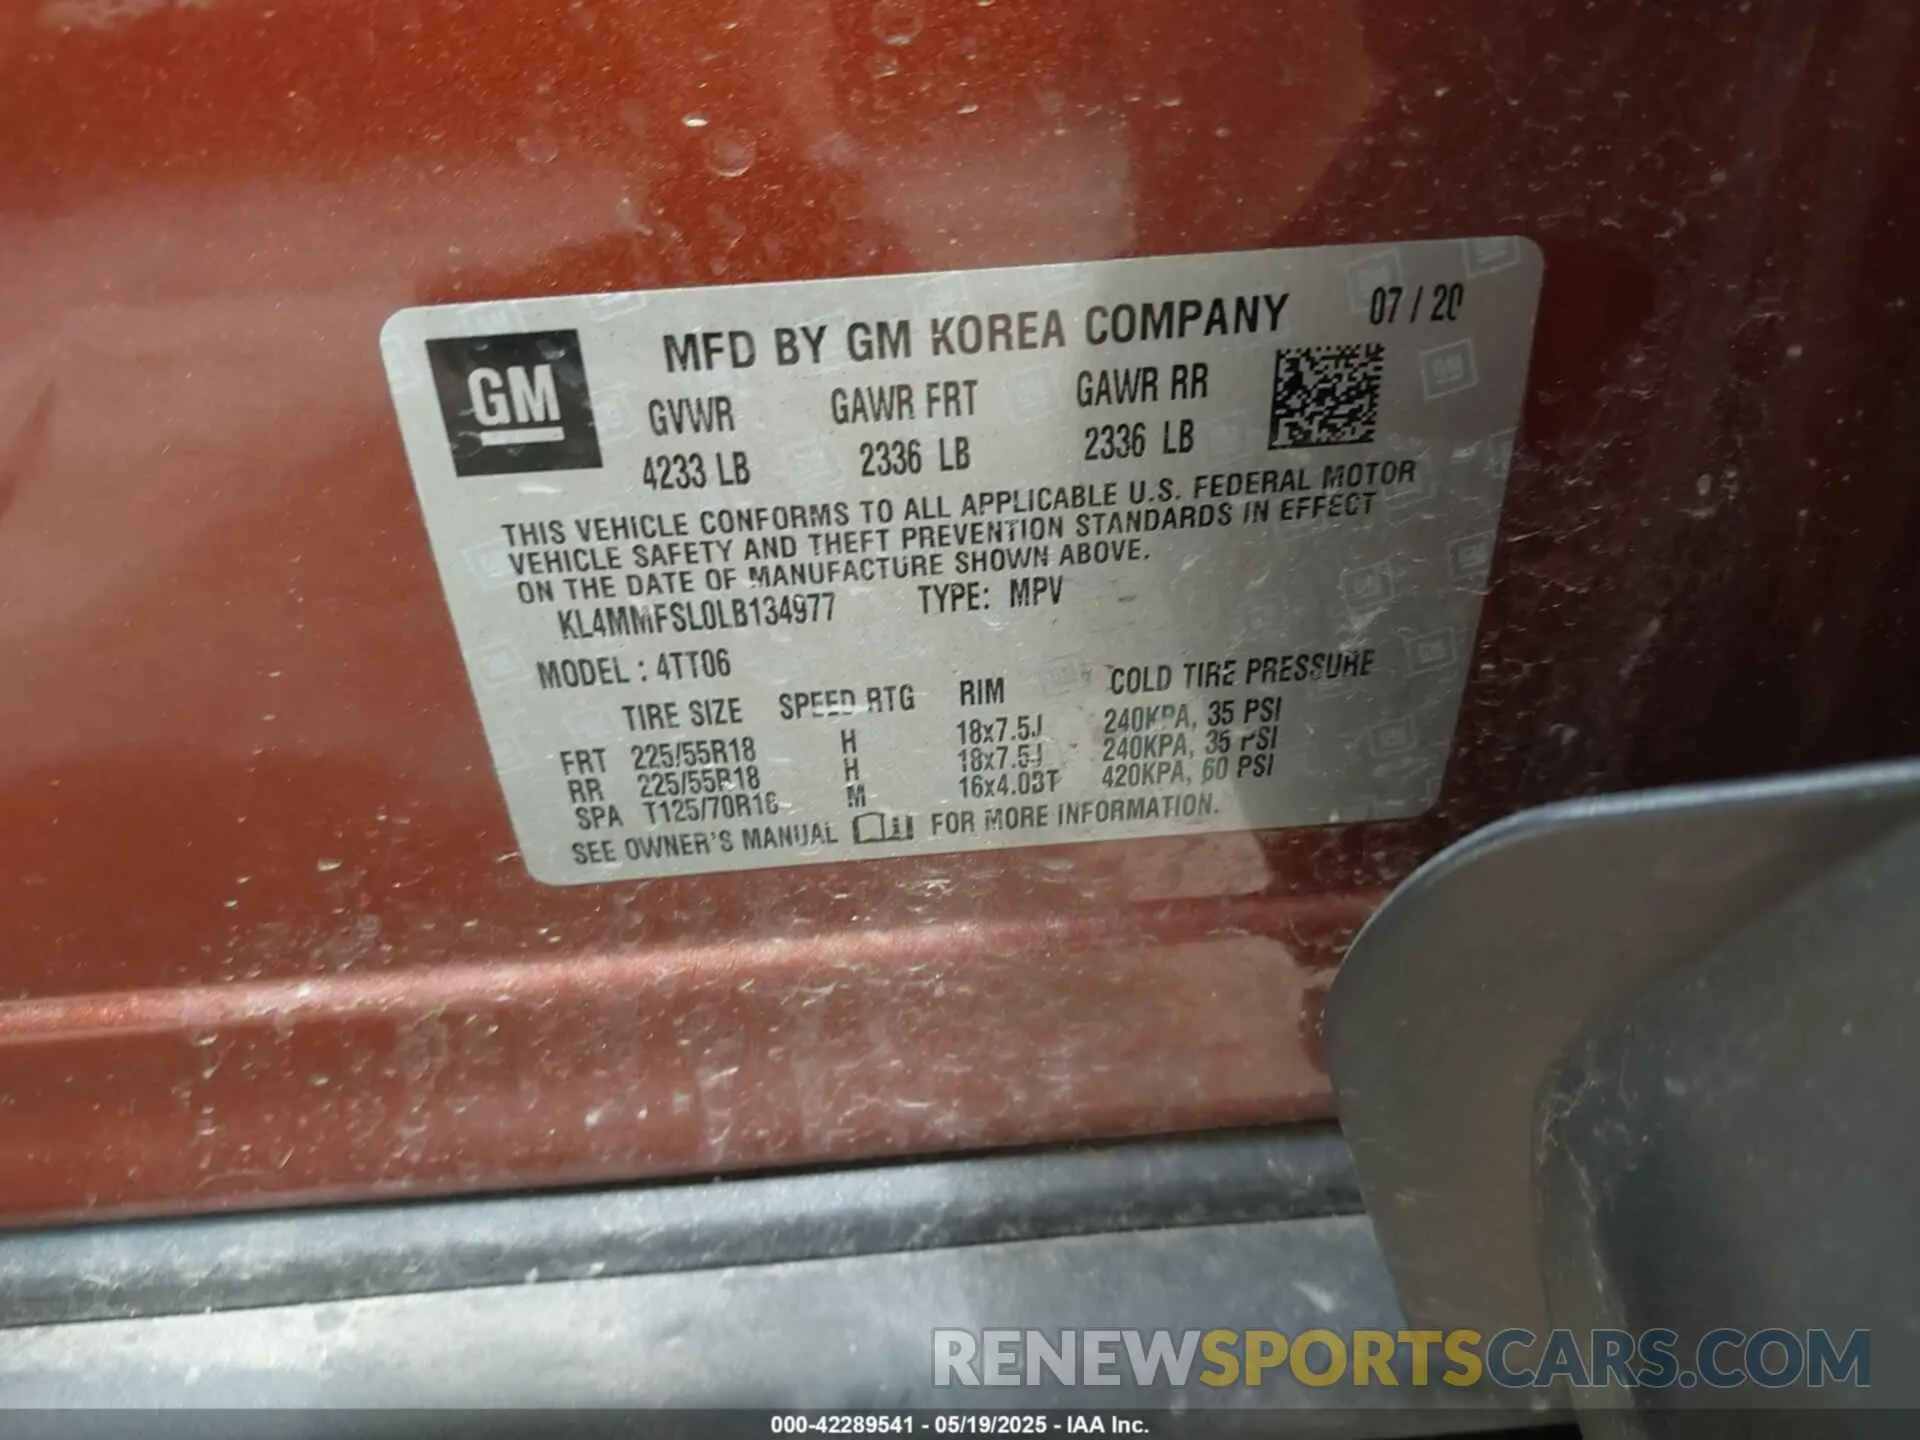 GM
MFD BY GM KOREA COMPANY 07 / 20
GVWR GAWR FRT GAWR RR
4233 LB 2336 LB 2336 LB
THIS VEHICLE CONFORMS TO ALL APPLICABLE U.S. FEDERAL MOTOR
VEHICLE SAFETY AND THEFT PREVENTION STANDARDS IN EFFECT
ON THE DATE OF MANUFACTURE SHOWN ABOVE.
KL4MMFSL0LB134977 TYPE: MPV
MODEL : 4TT06
TIRE SIZE SPEED RTG RIM COLD TIRE PRESSURE
FRT 225/55R18 H 18x7.5J 240KPA, 35 PSI
RR 225/55R18 H 18x7.5J 240KPA, 35 PSI
SPA T125/70R16 M 16x4.03T 420KPA, 60 PSI
SEE OWNER'S MANUAL FOR MORE INFORMATION.
RENEWSPORTSCARS.COM
000-42289541 - 05/19/2025 - IAA Inc.